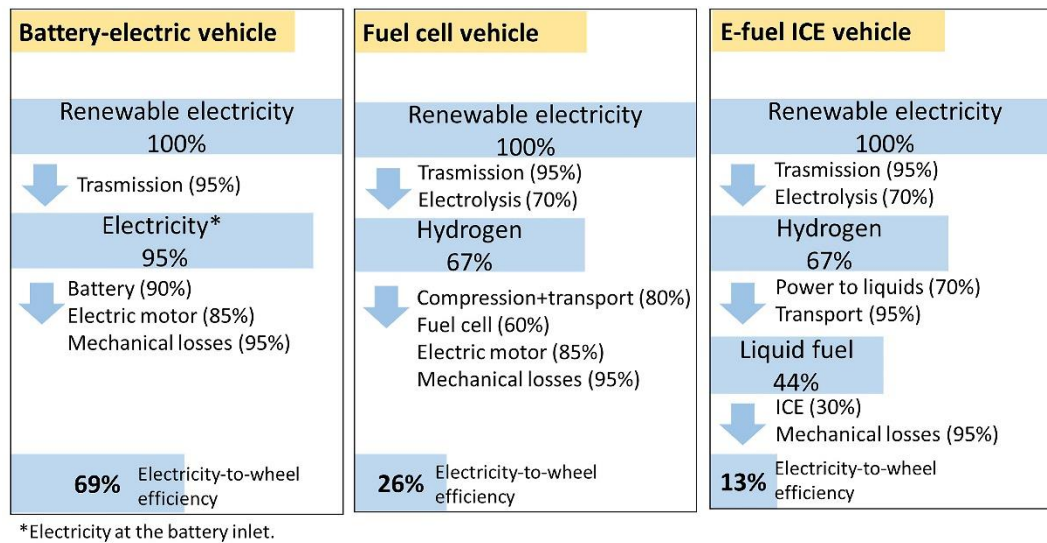 Battery-electric vehicle
Renewable electricity
100%
Trasmission (95%)
Electricity*
95%
Battery (90%)
Electric motor (85%)
Mechanical losses (95%)
69% Electricity-to-wheel
efficiency
*Electricity at the battery inlet.
Fuel cell vehicle
Renewable electricity
100%
Trasmission (95%)
Electrolysis (70%)
Hydrogen
67%
Compression+transport (80%)
Fuel cell (60%)
Electric motor (85%)
Mechanical losses (95%)
26% Electricity-to-wheel
efficiency
E-fuel ICE vehicle
Renewable electricity
100%
Trasmission (95%)
Electrolysis (70%)
Hydrogen
67%
Power to liquids (70%)
Transport (95%)
Liquid fuel
44%
ICE (30%)
Mechanical losses (95%)
13% Electricity-to-wheel
efficiency